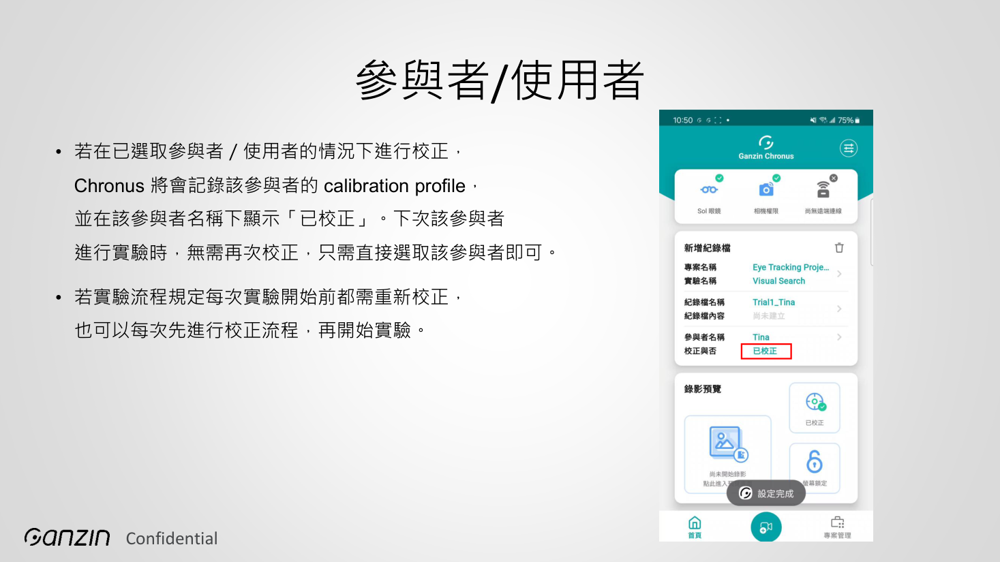 參與者/使用者
• 若在已選取參與者 / 使用者的情況下進行校正，
Chronus 將會記錄該參與者的 calibration profile，
並在該參與者名稱下顯示「已校正」。下次該參與者
進行實驗時，無需再次校正，只需直接選取該參與者即可。
• 若實驗流程規定每次實驗開始前都需重新校正，
也可以每次先進行校正流程，再開始實驗。
10:50 75%
Ganzin Chronus
Sol 眼鏡 相機權限 尚無遠端連線
新增紀錄檔
專案名稱 Eye Tracking Proje...
實驗名稱 Visual Search
紀錄檔名稱 Trial1_Tina
紀錄檔內容 尚未建立
參與者名稱 Tina
校正與否 已校正
錄影預覽
已校正
尚未開始錄影
點此進入
螢幕鎖定
設定完成
首頁 專案管理
Ganzin Confidential